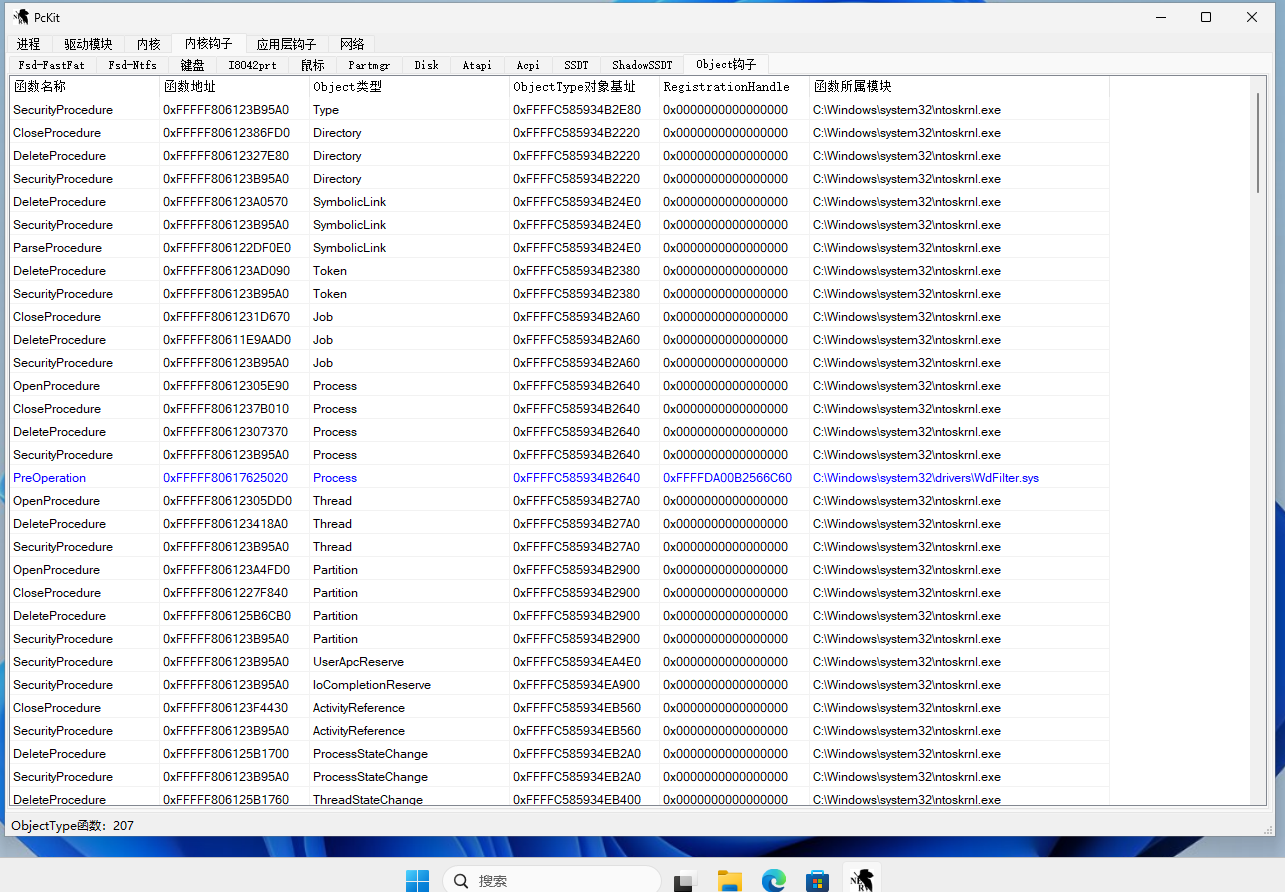 PcKit
进程 驱动模块 内核 内核钩子 应用层钩子 网络
Fsd-FastFat Fsd-Ntfs 键盘 I8042prt 鼠标 Partmgr Disk Atapi Acpi SSDT ShadowSSDT Object钩子
函数名称 函数地址 Object类型 ObjectType对象基址 RegistrationHandle 函数所属模块
SecurityProcedure 0xFFFFF806123B95A0 Type 0xFFFFC585934B2E80 0x0000000000000000 C:\Windows\system32\ntoskrnl.exe
CloseProcedure 0xFFFFF80612386FD0 Directory 0xFFFFC585934B2220 0x0000000000000000 C:\Windows\system32\ntoskrnl.exe
DeleteProcedure 0xFFFFF80612327E80 Directory 0xFFFFC585934B2220 0x0000000000000000 C:\Windows\system32\ntoskrnl.exe
SecurityProcedure 0xFFFFF806123B95A0 Directory 0xFFFFC585934B2220 0x0000000000000000 C:\Windows\system32\ntoskrnl.exe
DeleteProcedure 0xFFFFF806123A0570 SymbolicLink 0xFFFFC585934B24E0 0x0000000000000000 C:\Windows\system32\ntoskrnl.exe
SecurityProcedure 0xFFFFF806123B95A0 SymbolicLink 0xFFFFC585934B24E0 0x0000000000000000 C:\Windows\system32\ntoskrnl.exe
ParseProcedure 0xFFFFF806122DF0E0 SymbolicLink 0xFFFFC585934B24E0 0x0000000000000000 C:\Windows\system32\ntoskrnl.exe
DeleteProcedure 0xFFFFF806123AD090 Token 0xFFFFC585934B2380 0x0000000000000000 C:\Windows\system32\ntoskrnl.exe
SecurityProcedure 0xFFFFF806123B95A0 Token 0xFFFFC585934B2380 0x0000000000000000 C:\Windows\system32\ntoskrnl.exe
CloseProcedure 0xFFFFF8061231D670 Job 0xFFFFC585934B2A60 0x0000000000000000 C:\Windows\system32\ntoskrnl.exe
DeleteProcedure 0xFFFFF80611E9AAD0 Job 0xFFFFC585934B2A60 0x0000000000000000 C:\Windows\system32\ntoskrnl.exe
SecurityProcedure 0xFFFFF806123B95A0 Job 0xFFFFC585934B2A60 0x0000000000000000 C:\Windows\system32\ntoskrnl.exe
OpenProcedure 0xFFFFF80612305E90 Process 0xFFFFC585934B2640 0x0000000000000000 C:\Windows\system32\ntoskrnl.exe
CloseProcedure 0xFFFFF8061237B010 Process 0xFFFFC585934B2640 0x0000000000000000 C:\Windows\system32\ntoskrnl.exe
DeleteProcedure 0xFFFFF80612307370 Process 0xFFFFC585934B2640 0x0000000000000000 C:\Windows\system32\ntoskrnl.exe
SecurityProcedure 0xFFFFF806123B95A0 Process 0xFFFFC585934B2640 0x0000000000000000 C:\Windows\system32\ntoskrnl.exe
PreOperation 0xFFFFF80617625020 Process 0xFFFFC585934B2640 0xFFFFDA00B2566C60 C:\Windows\system32\drivers\WdFilter.sys
OpenProcedure 0xFFFFF80612305DD0 Thread 0xFFFFC585934B27A0 0x0000000000000000 C:\Windows\system32\ntoskrnl.exe
DeleteProcedure 0xFFFFF806123418A0 Thread 0xFFFFC585934B27A0 0x0000000000000000 C:\Windows\system32\ntoskrnl.exe
SecurityProcedure 0xFFFFF806123B95A0 Thread 0xFFFFC585934B27A0 0x0000000000000000 C:\Windows\system32\ntoskrnl.exe
OpenProcedure 0xFFFFF806123A4FD0 Partition 0xFFFFC585934B2900 0x0000000000000000 C:\Windows\system32\ntoskrnl.exe
CloseProcedure 0xFFFFF8061227F840 Partition 0xFFFFC585934B2900 0x0000000000000000 C:\Windows\system32\ntoskrnl.exe
DeleteProcedure 0xFFFFF806125B6CB0 Partition 0xFFFFC585934B2900 0x0000000000000000 C:\Windows\system32\ntoskrnl.exe
SecurityProcedure 0xFFFFF806123B95A0 Partition 0xFFFFC585934B2900 0x0000000000000000 C:\Windows\system32\ntoskrnl.exe
SecurityProcedure 0xFFFFF806123B95A0 UserApcReserve 0xFFFFC585934EA4E0 0x0000000000000000 C:\Windows\system32\ntoskrnl.exe
SecurityProcedure 0xFFFFF806123B95A0 IoCompletionReserve 0xFFFFC585934EA900 0x0000000000000000 C:\Windows\system32\ntoskrnl.exe
CloseProcedure 0xFFFFF806123F4430 ActivityReference 0xFFFFC585934EB560 0x0000000000000000 C:\Windows\system32\ntoskrnl.exe
SecurityProcedure 0xFFFFF806123B95A0 ActivityReference 0xFFFFC585934EB560 0x0000000000000000 C:\Windows\system32\ntoskrnl.exe
DeleteProcedure 0xFFFFF806125B1700 ProcessStateChange 0xFFFFC585934EB2A0 0x0000000000000000 C:\Windows\system32\ntoskrnl.exe
SecurityProcedure 0xFFFFF806123B95A0 ProcessStateChange 0xFFFFC585934EB2A0 0x0000000000000000 C:\Windows\system32\ntoskrnl.exe
DeleteProcedure 0xFFFFF806125B1760 ThreadStateChange 0xFFFFC585934EB400 0x0000000000000000 C:\Windows\system32\ntoskrnl.exe
ObjectType函数: 207
搜索